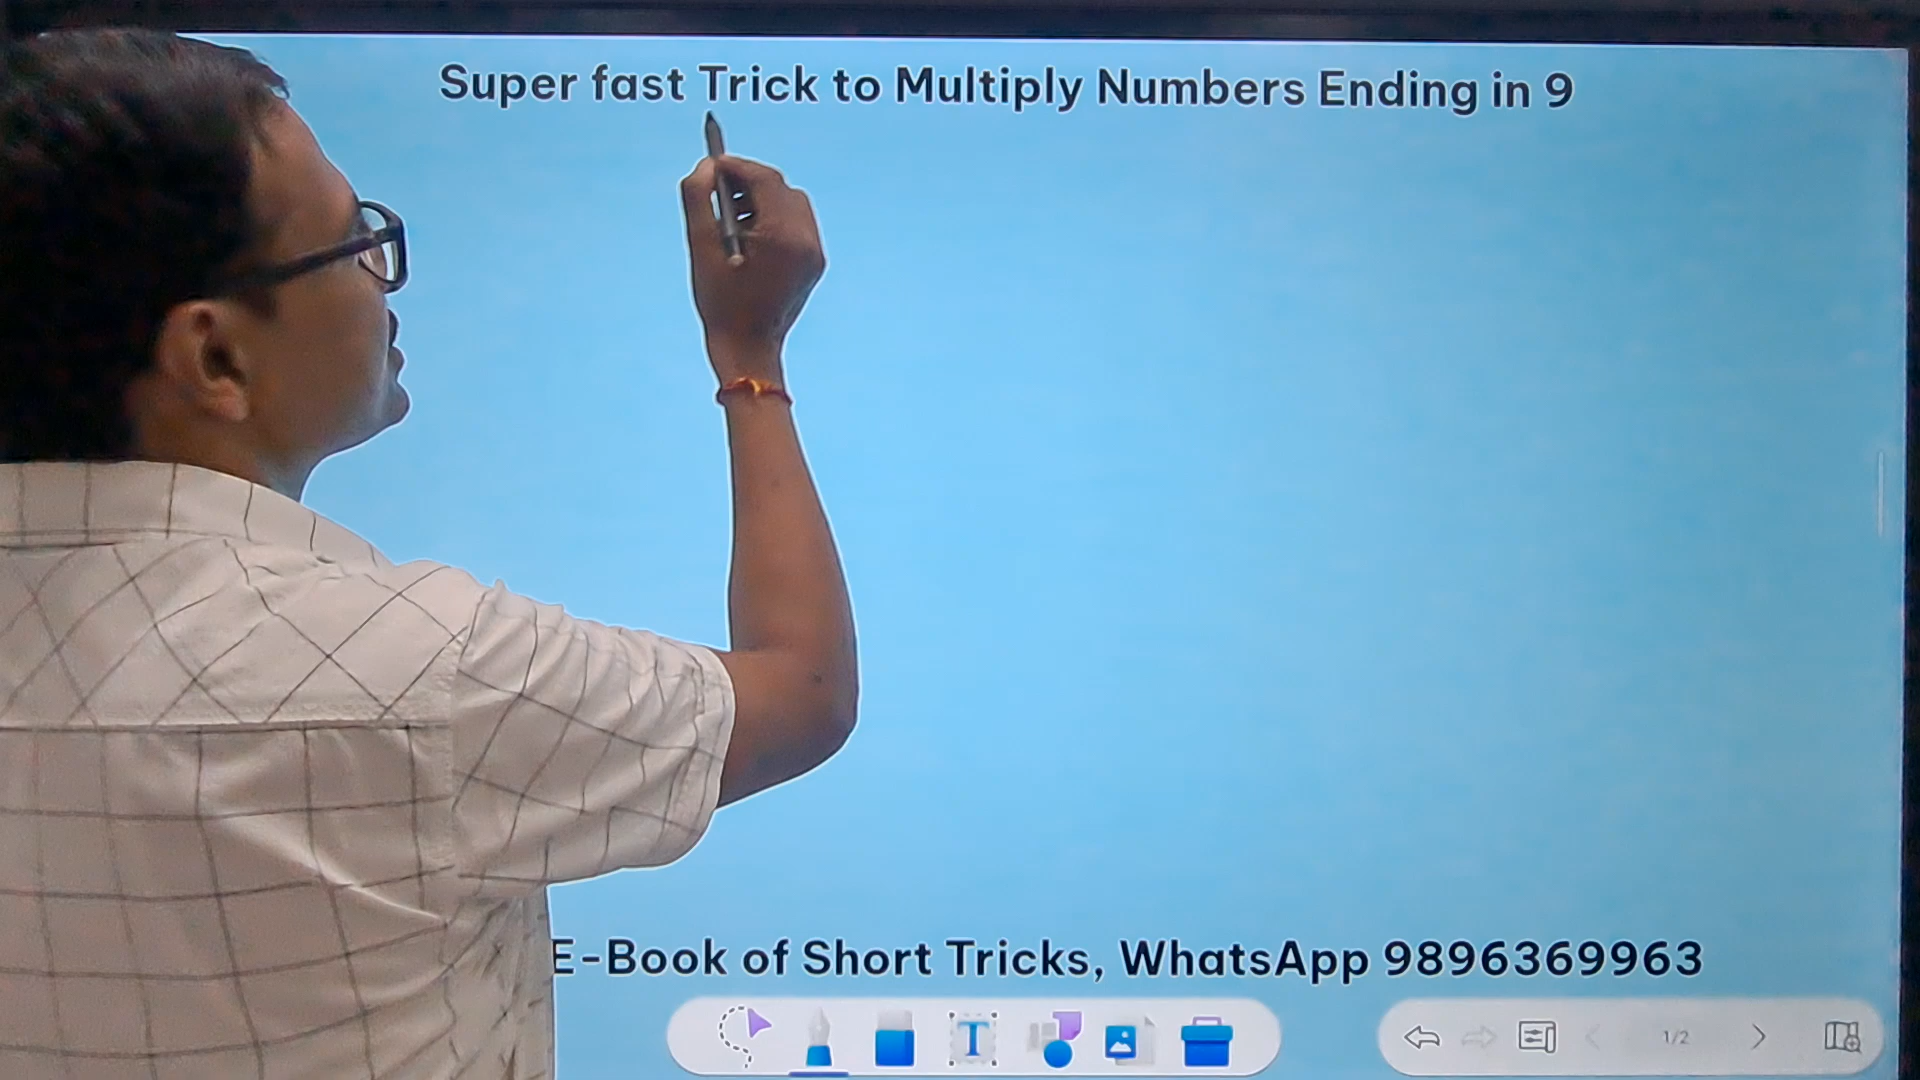 Super fast Trick to Multiply Numbers Ending in 9
E-Book of Short Tricks, WhatsApp 9896369963
T
1/2